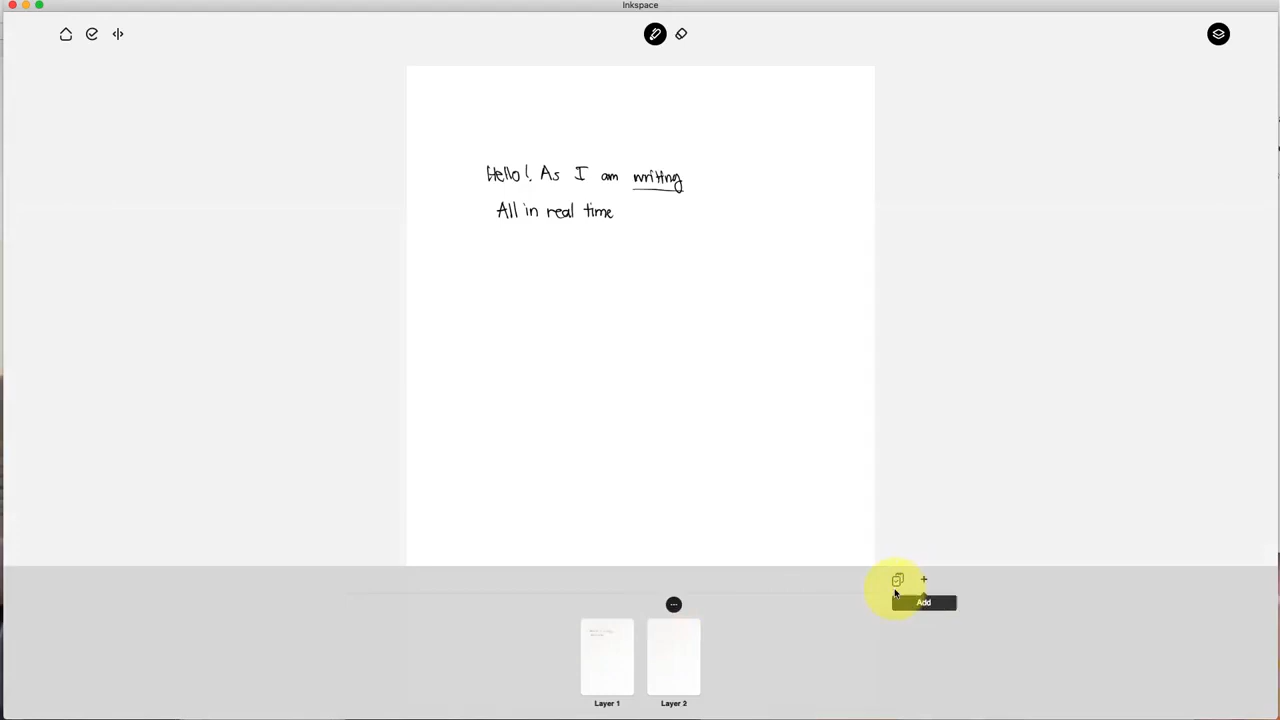 Inkspace
Hello! As I am writing
All in real time
Add
Layer 1
Layer 2